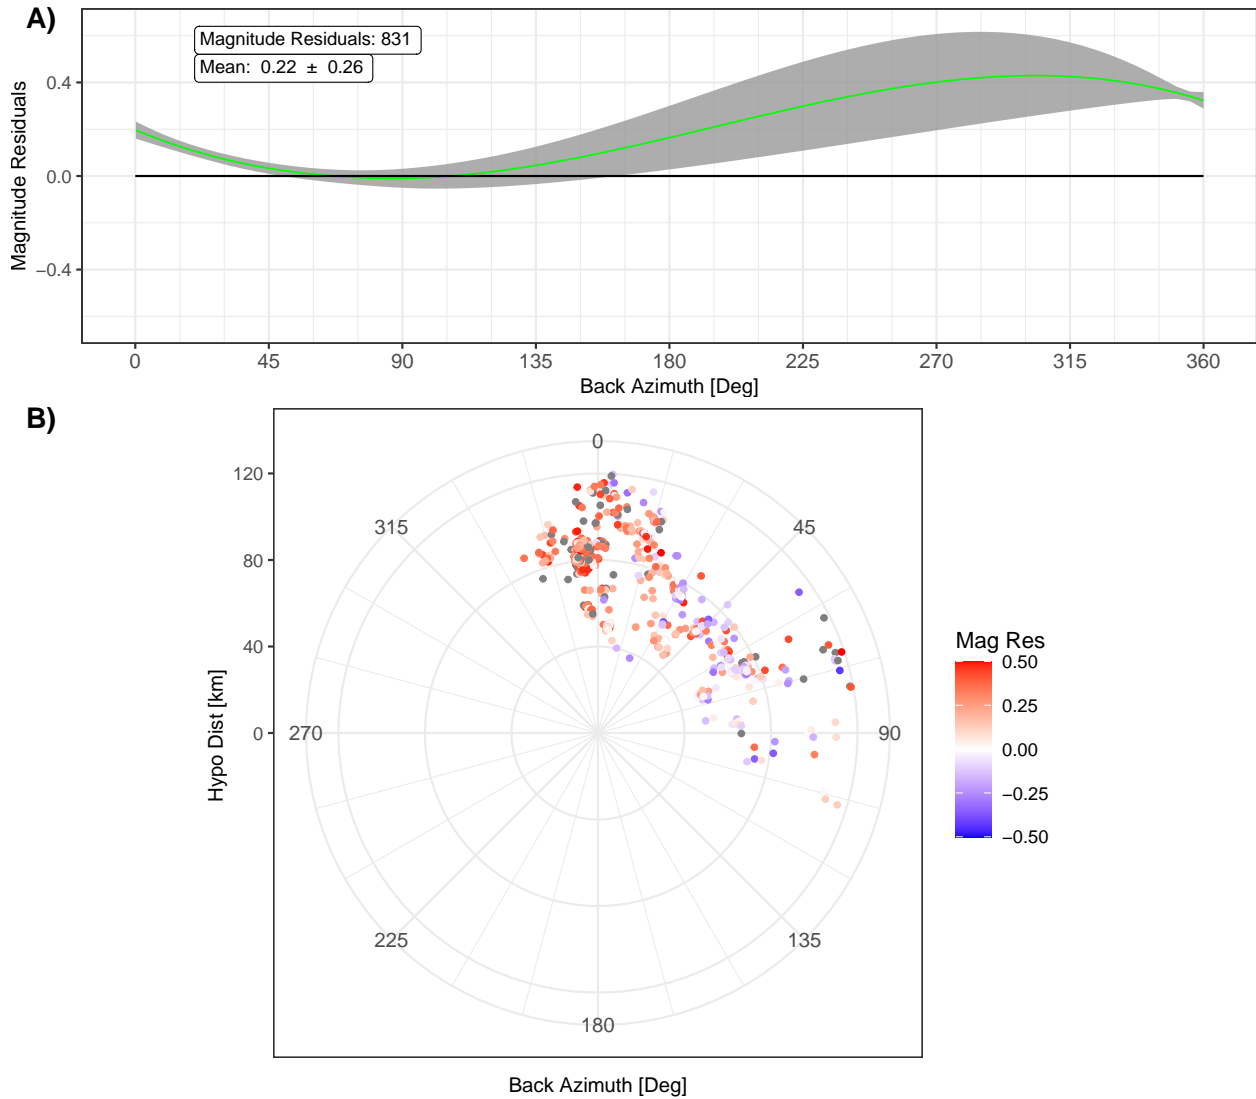 A)
Magnitude Residuals: 831
Mean:  0.22  ±  0.26
Magnitude Residuals
0.4
0.0
−0.4
0 45 90 135 180 225 270 315 360
Back Azimuth [Deg]
B)
Hypo Dist [km]
120
80
40
0
0
45
90
135
180
225
270
315
Back Azimuth [Deg]
Mag Res
0.50
0.25
0.00
−0.25
−0.50